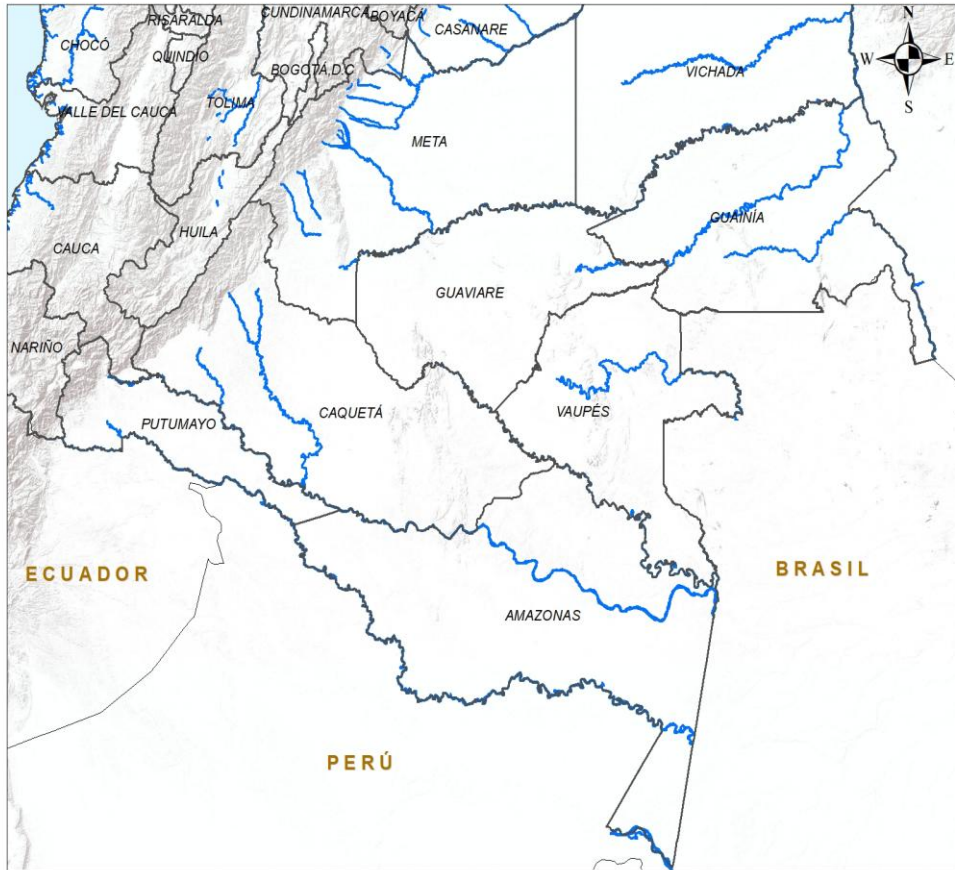 CUNDINAMARCA
BOYACÁ
RISARALDA
CASANARE
N
CHOCÓ
QUINDIO
W
E
BOGOTÁ D.C
VICHADA
TOLIMA
S
VALLE DEL CAUCA
META
GUAINÍA
HUILA
CAUCA
GUAVIARE
NARIÑO
CAQUETÁ
VAUPÉS
PUTUMAYO
BRASIL
ECUADOR
AMAZONAS
PERÚ